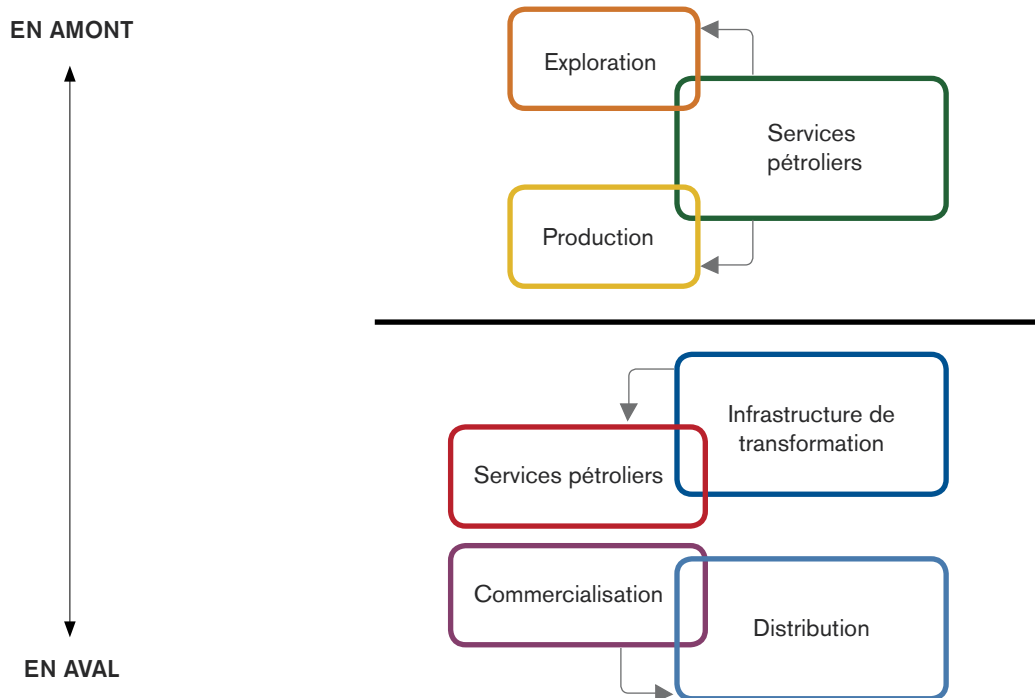 EN AMONT
Exploration
Services
pétroliers
Production
Infrastructure de
transformation
Services pétroliers
Commercialisation
Distribution
EN AVAL